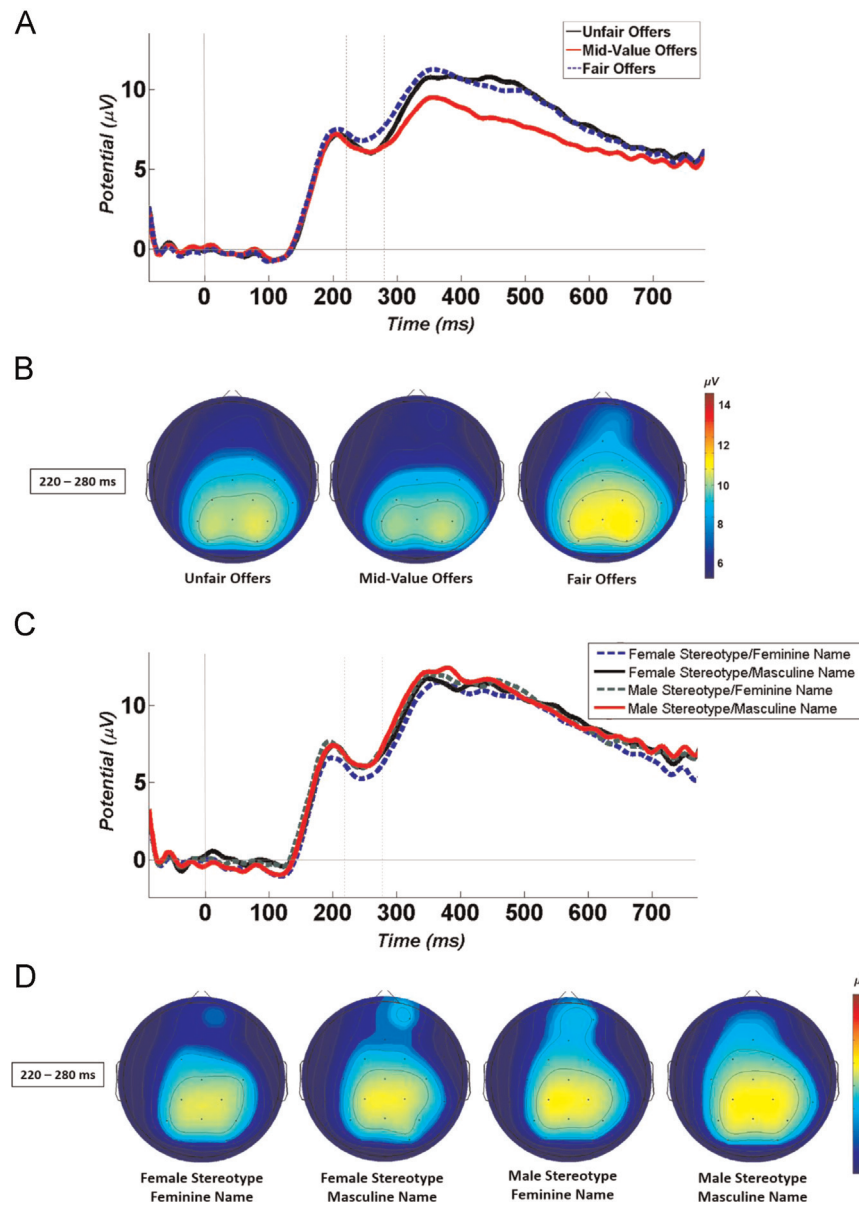 A
Unfair Offers
Mid-Value Offers
Fair Offers
Potential (μV)
10
5
0
0 100 200 300 400 500 600 700
Time (ms)
B
μV
14
12
10
8
6
220 – 280 ms
Unfair Offers Mid-Value Offers Fair Offers
C
Female Stereotype/Feminine Name
Female Stereotype/Masculine Name
Male Stereotype/Feminine Name
Male Stereotype/Masculine Name
Potential (μV)
10
5
0
0 100 200 300 400 500 600 700
Time (ms)
D
220 – 280 ms
Female Stereotype Female Stereotype Male Stereotype Male Stereotype
Feminine Name Masculine Name Feminine Name Masculine Name